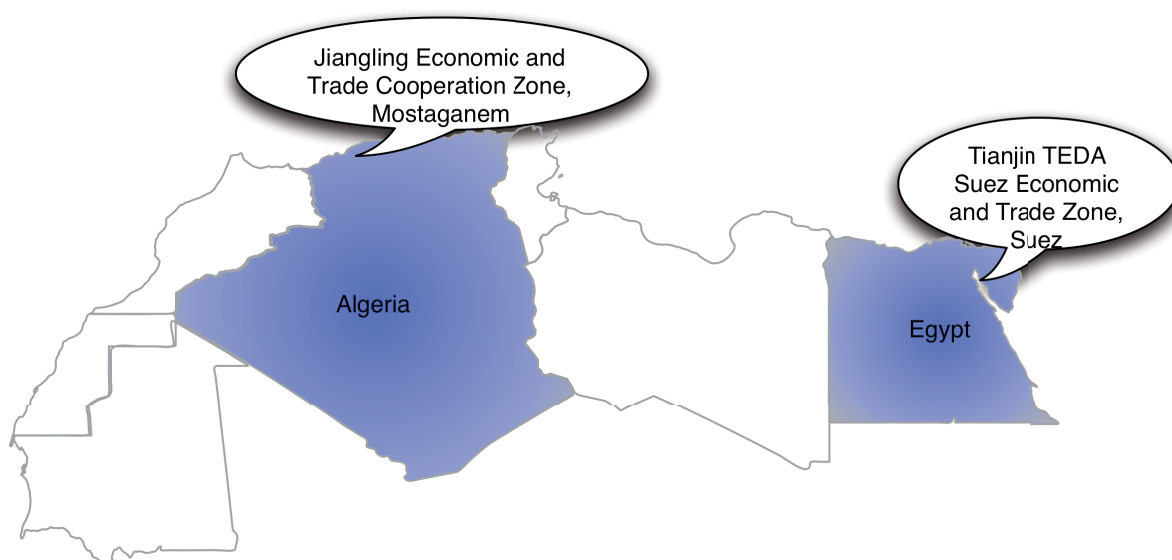 Jiangling Economic and
Trade Cooperation Zone,
Mostaganem
Tianjin TEDA
Suez Economic
and Trade Zone,
Suez
Algeria
Egypt